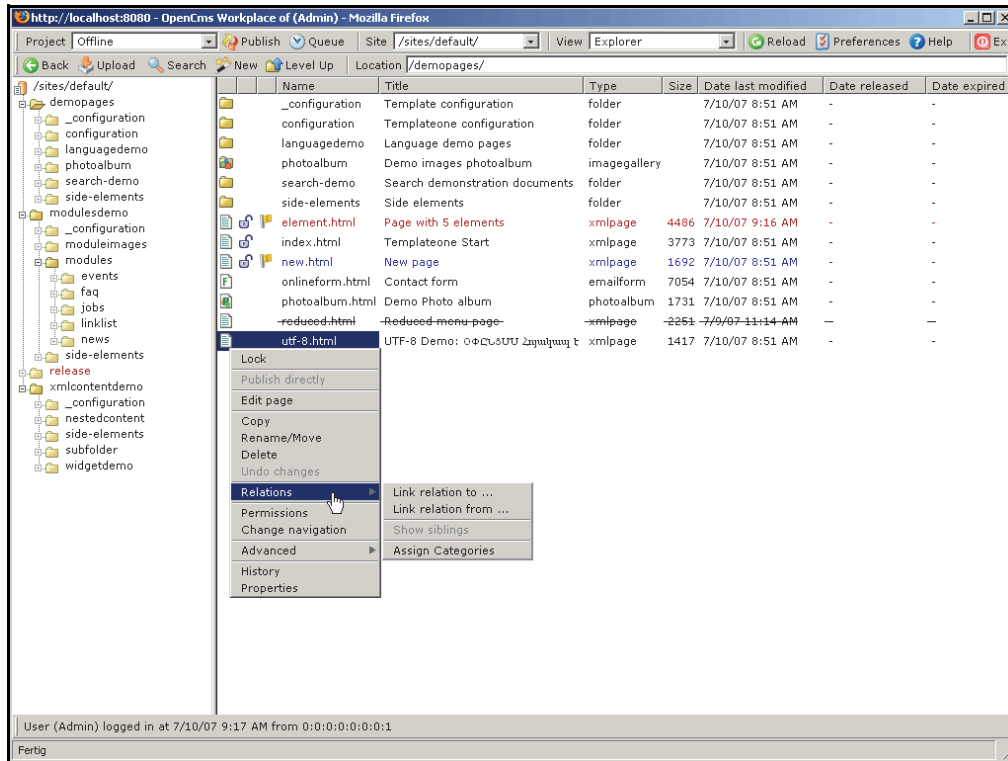 http://localhost:8080 - OpenCms Workplace of (Admin) - Mozilla Firefox
Project Offline Publish Queue Site /sites/default/ View Explorer Reload Preferences Help Ex
Back Upload Search New Level Up Location /demopages/
/sites/default/
demopages
_configuration
configuration
languagedemo
photoalbum
search-demo
side-elements
modulesdemo
_configuration
moduleimages
modules
events
faq
jobs
linklist
news
side-elements
release
xmlcontentdemo
_configuration
nestedcontent
side-elements
subfolder
widgetdemo
Name Title Type Size Date last modified Date released Date expired
_configuration Template configuration folder 7/10/07 8:51 AM - -
configuration Templateone configuration folder 7/10/07 8:51 AM - -
languagedemo Language demo pages folder 7/10/07 8:51 AM - -
photoalbum Demo images photoalbum imagegallery 7/10/07 8:51 AM - -
search-demo Search demonstration documents folder 7/10/07 8:51 AM - -
side-elements Side elements folder 7/10/07 8:51 AM - -
element.html Page with 5 elements xmlpage 4486 7/10/07 9:16 AM - -
index.html Templateone Start xmlpage 3773 7/10/07 8:51 AM - -
new.html New page xmlpage 1692 7/10/07 8:51 AM - -
onlineform.html Contact form emailform 7054 7/10/07 8:51 AM - -
photoalbum.html Demo Photo album photoalbum 1731 7/10/07 8:51 AM - -
reduced.html Reduced menu page xmlpage 2251 7/9/07 11:14 AM - -
utf-8.html UTF-8 Demo: xmlpage 1417 7/10/07 8:51 AM - -
Lock
Publish directly
Edit page
Copy
Rename/Move
Delete
Undo changes
Relations
Permissions
Change navigation
Advanced
History
Properties
Link relation to ...
Link relation from ...
Show siblings
Assign Categories
User (Admin) logged in at 7/10/07 9:17 AM from 0:0:0:0:0:0:0:1
Fertig